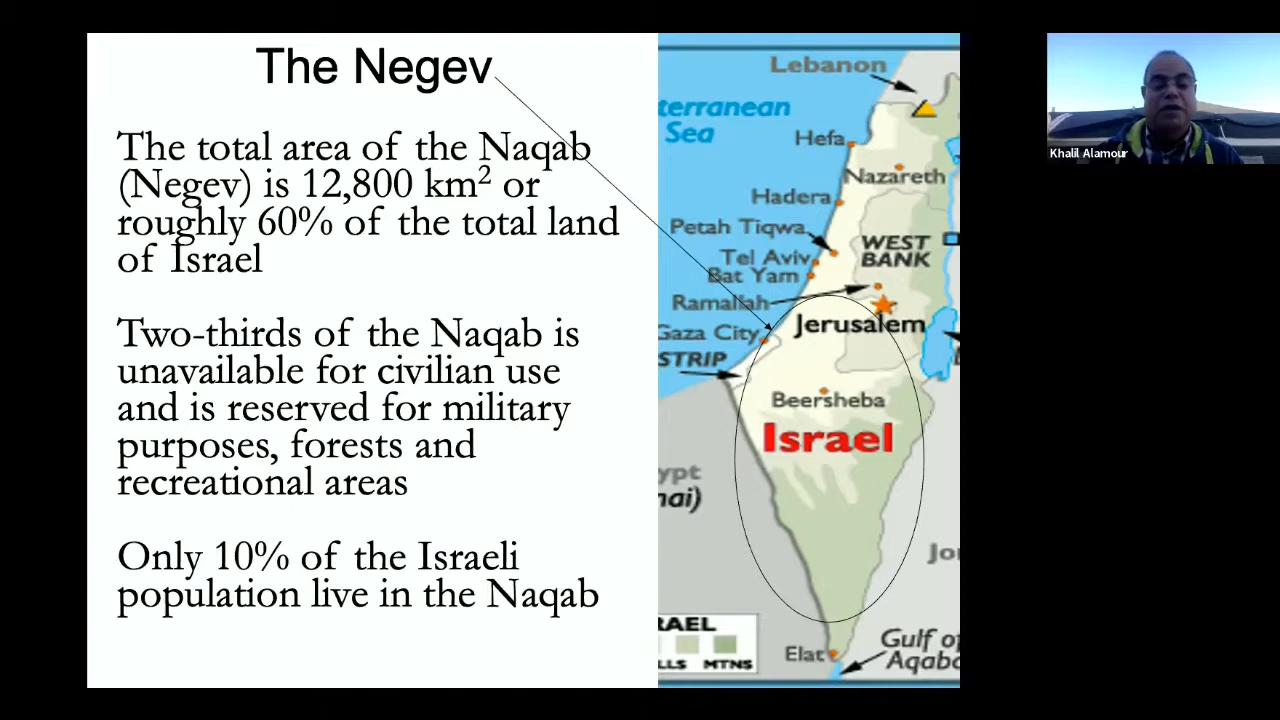 The Negev
The total area of the Naqab
(Negev) is 12,800 km² or
roughly 60% of the total land
of Israel
Two-thirds of the Naqab is
unavailable for civilian use
and is reserved for military
purposes, forests and
recreational areas
Only 10% of the Israeli
population live in the Naqab
Lebanon
terranean
Sea
Hefa
Nazareth
Hadera
Petah Tiqwa
WEST
BANK
Tel Aviv
Bat Yam
Ramallah
Jerusalem
Gaza City
STRIP
Beersheba
Israel
ypt
nai)
Jo
RAEL
LLS MTNS
Elat
Gulf of
Aqaba
Khalil Alamour